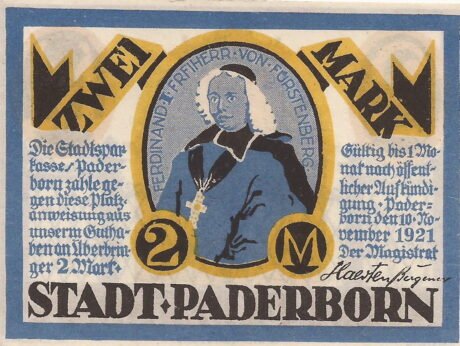 ZWEI MARK
FERDINAND·I·FRHHERR·VON·FÜRSTENBERG
Die Stadtspar⸗
kasse/Pader⸗
born zahle ge⸗
gen diese Platz⸗
anweisung aus
unserm Gutha⸗
ben an Überbrin⸗
ger 2. Mark.
Gültig bis 1 Mo⸗
nat nach öffent⸗
licher Aufkündi⸗
gung · Pader⸗
born den 10. No⸗
vember 1921
Der Magistrat
2 M
STADT·PADERBORN